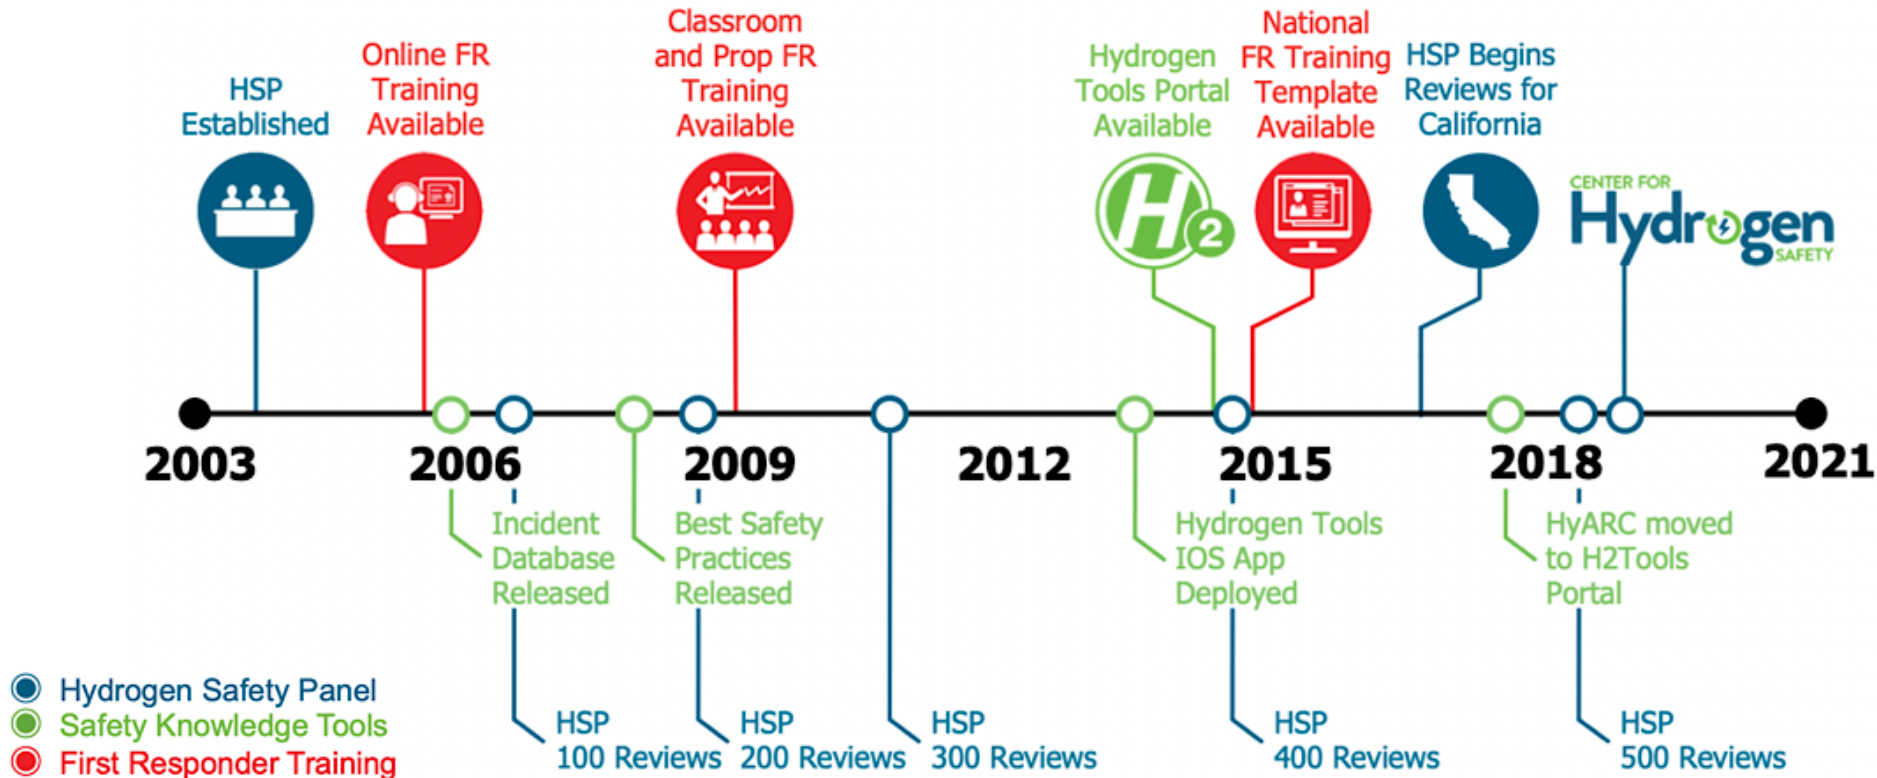 HSP
Established
Online FR
Training
Available
Classroom
and Prop FR
Training
Available
Hydrogen
Tools Portal
Available
National
FR Training
Template
Available
HSP Begins
Reviews for
California
H2
CENTER FOR
Hydrogen
SAFETY
2003
2006
2009
2012
2015
2018
2021
Incident
Database
Released
Best Safety
Practices
Released
Hydrogen Tools
IOS App
Deployed
HyARC moved
to H2Tools
Portal
HSP
100 Reviews
HSP
200 Reviews
HSP
300 Reviews
HSP
400 Reviews
HSP
500 Reviews
Hydrogen Safety Panel
Safety Knowledge Tools
First Responder Training